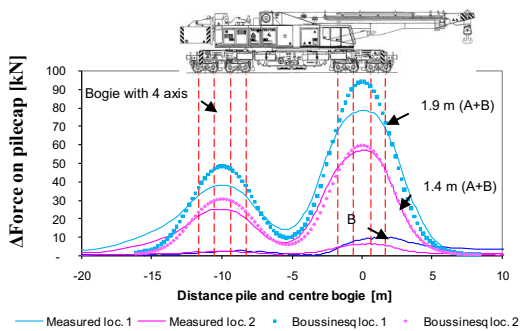 ΔForce on pilecap [kN]
100
90
80
70
60
50
40
30
20
10
-
Bogie with 4 axis
1.9 m (A+B)
1.4 m (A+B)
B
-20
-15
-10
-5
0
5
10
Distance pile and centre bogie [m]
Measured loc. 1
Measured loc. 2
Boussinesq loc. 1
Boussinesq loc. 2